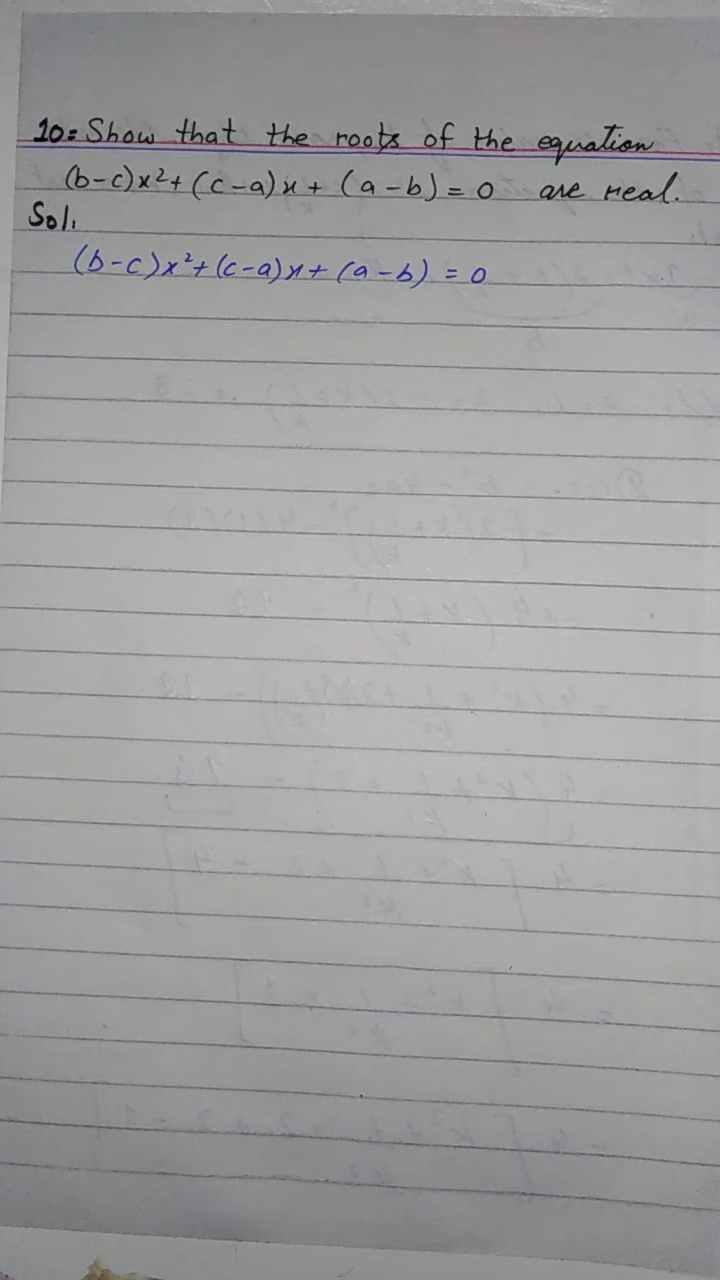 10= Show that the roots of the equation
(b-c)x²+(c-a)x+(a-b)=0 are real.
Sol.
(b-c)x²+(c-a)x+(a-b)=0